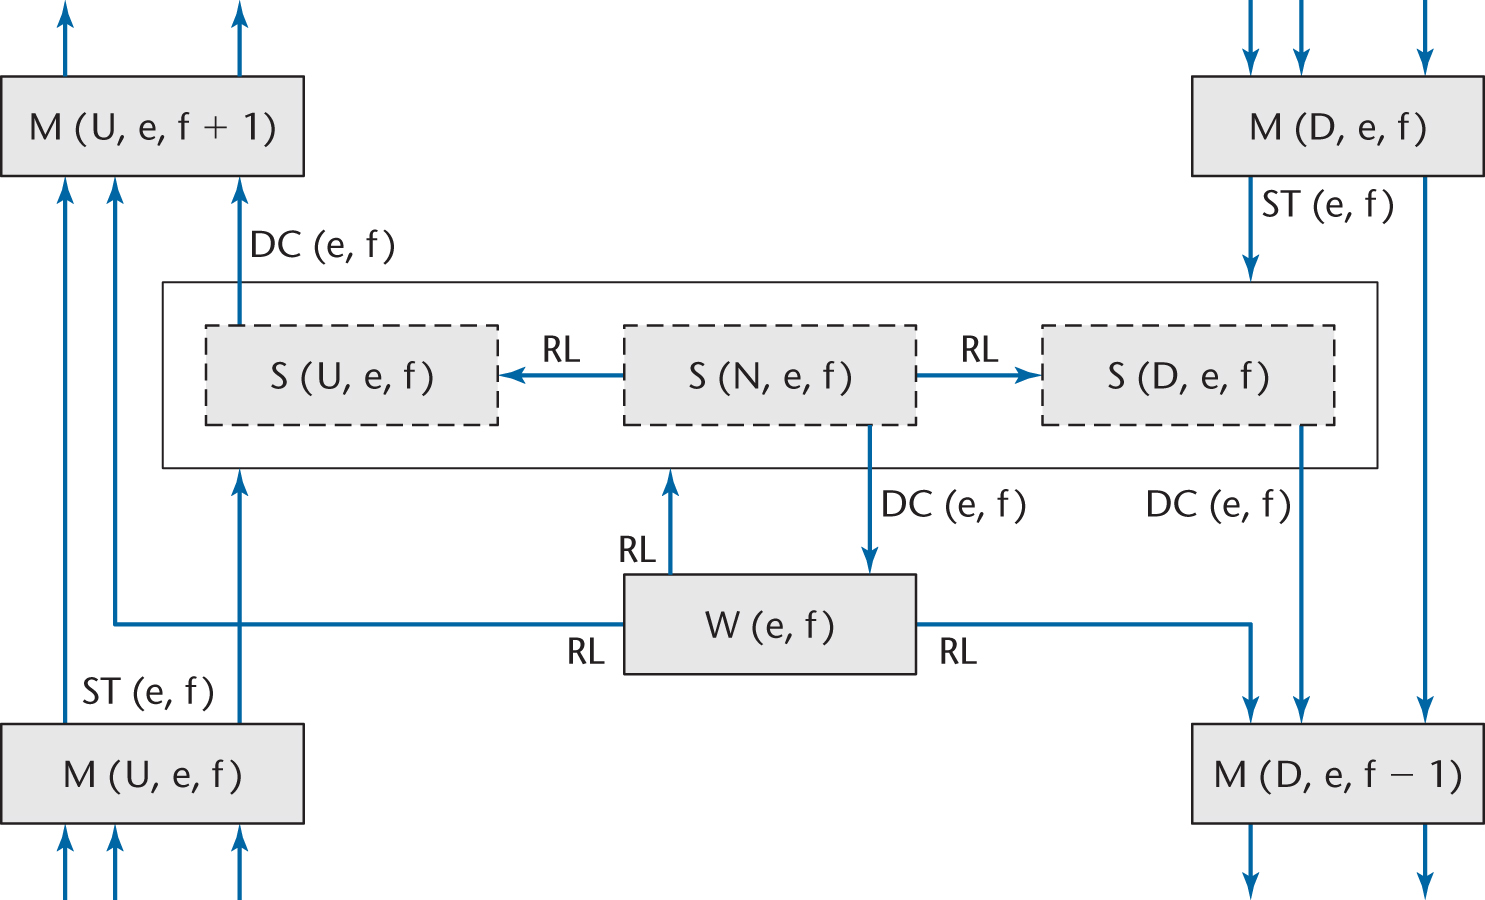 M (U, e, f + 1)
M (D, e, f)
ST (e, f)
DC (e, f)
RL
RL
S (U, e, f)
S (N, e, f)
S (D, e, f)
DC (e, f)
DC (e, f)
RL
W (e, f)
RL
RL
ST (e, f)
M (U, e, f)
M (D, e, f − 1)